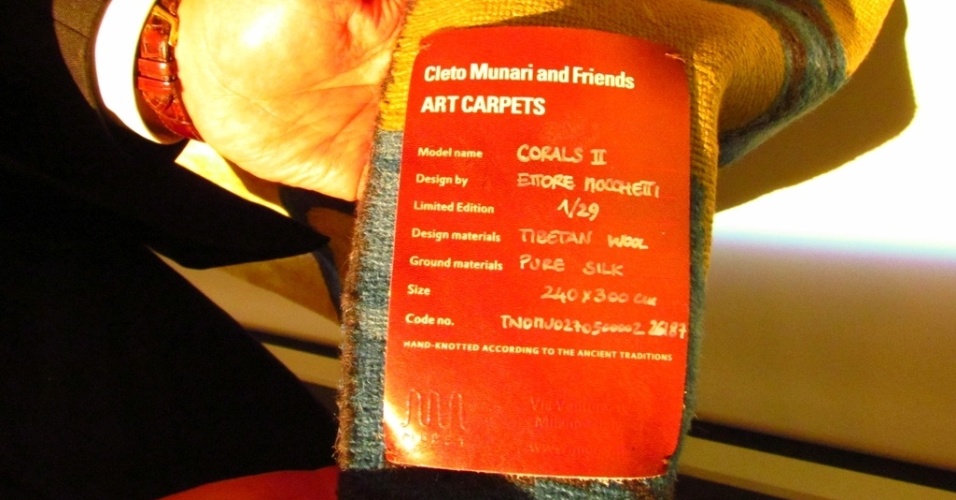 Cleto Munari and Friends
ART CARPETS
Model name CORALS II
Design by ETTORE MOCCHETTI
Limited Edition 1/29
Design materials TIBETAN WOOL
Ground materials PURE SILK
Size 240 x 300 cm
Code no.
HAND-KNOTTED ACCORDING TO THE ANCIENT TRADITIONS
Via